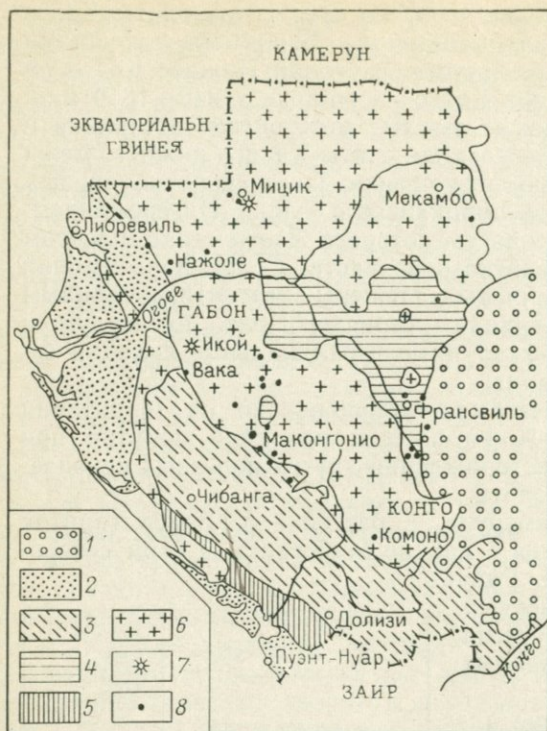 КАМЕРУН
ЭКВАТОРИАЛЬН.
ГВИНЕЯ
Мицик
Мекамбо
Либревиль
Нажоле
Огове
ГАБОН
Икой
Вака
Франсвиль
Маконгонио
Чибанга
КОНГО
Комоно
Долизи
Пуэнт-Нуар
ЗАИР
Конго
1
2
3 6
4 7
5 8